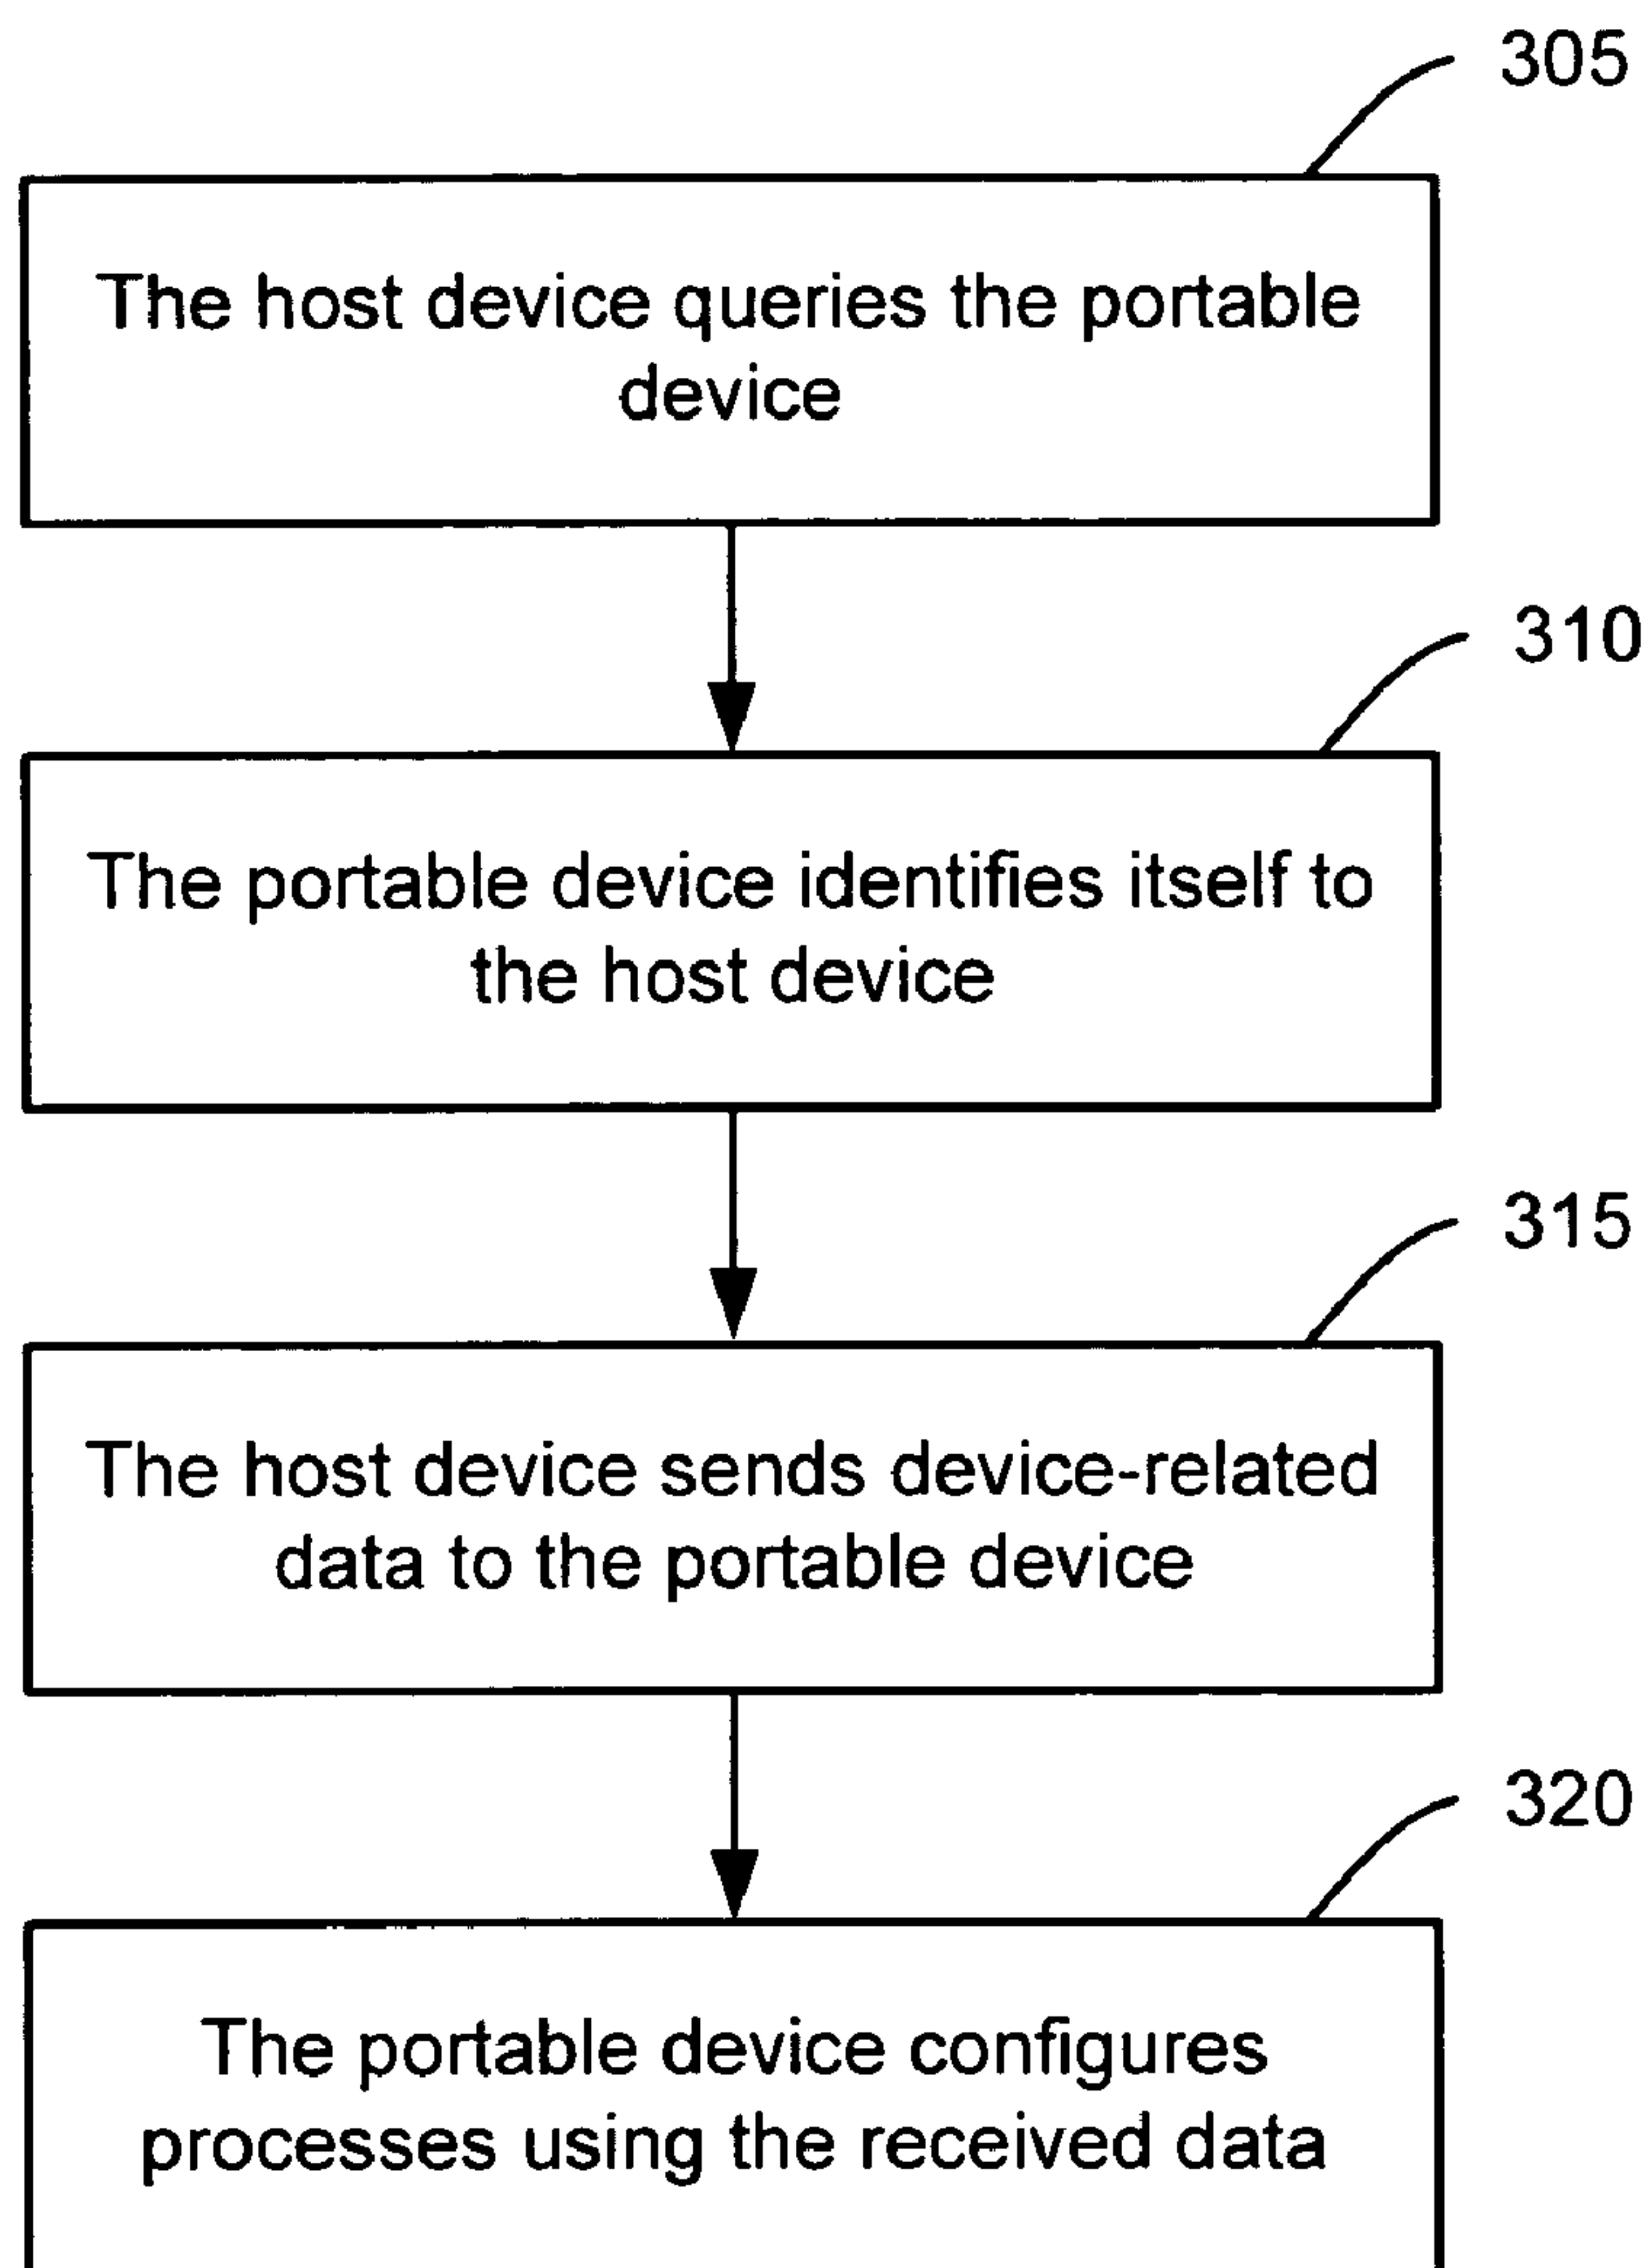 305
The host device queries the portable
device
310
The portable device identifies itself to
the host device
315
The host device sends device-related
data to the portable device
320
The portable device configures
processes using the received data